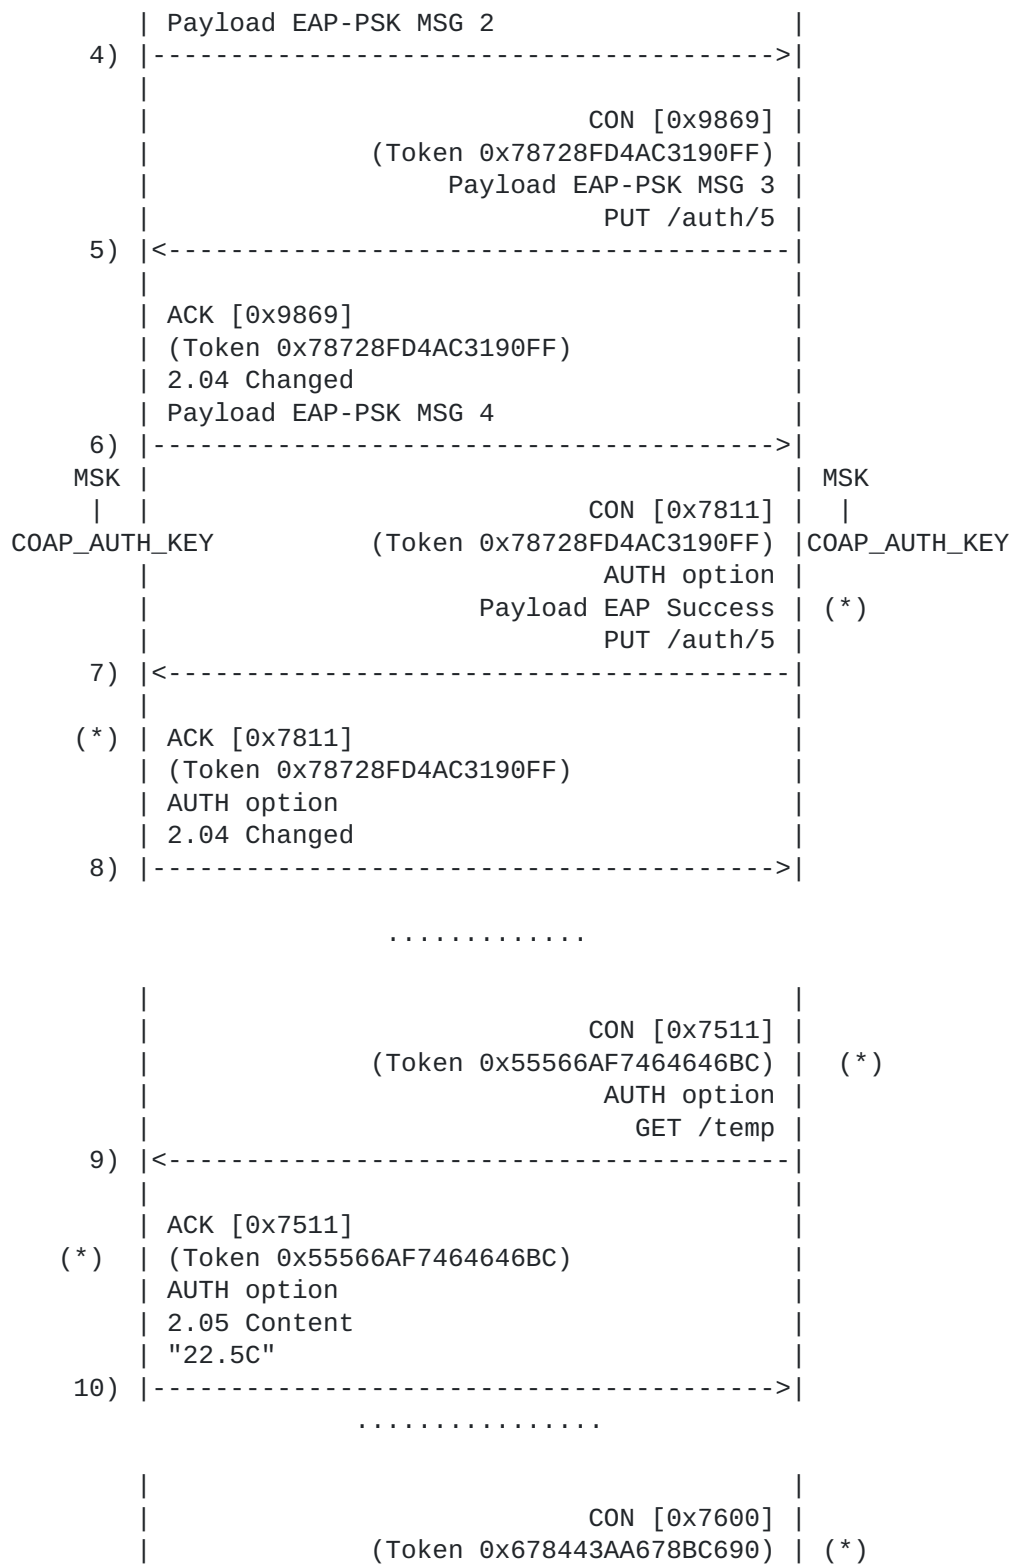 | Payload EAP-PSK MSG 2                   |
4) |---------------------------------------->|
|                                         |
|                            CON [0x9869] |
|              (Token 0x78728FD4AC3190FF) |
|                   Payload EAP-PSK MSG 3 |
|                             PUT /auth/5 |
5) |<----------------------------------------|
|                                         |
| ACK [0x9869]                            |
| (Token 0x78728FD4AC3190FF)              |
| 2.04 Changed                            |
| Payload EAP-PSK MSG 4                   |
6) |---------------------------------------->|
MSK |                                         | MSK
|  |                            CON [0x7811] |  |
COAP_AUTH_KEY          (Token 0x78728FD4AC3190FF) |COAP_AUTH_KEY
|                             AUTH option |
|                     Payload EAP Success | (*)
|                             PUT /auth/5 |
7) |<----------------------------------------|
|                                         |
(*) | ACK [0x7811]                            |
| (Token 0x78728FD4AC3190FF)              |
| AUTH option                             |
| 2.04 Changed                            |
8) |---------------------------------------->|
.............
|                                         |
|                            CON [0x7511] |
|              (Token 0x55566AF7464646BC) |  (*)
|                             AUTH option |
|                               GET /temp |
9) |<----------------------------------------|
|                                         |
| ACK [0x7511]                            |
(*)  | (Token 0x55566AF7464646BC)              |
| AUTH option                             |
| 2.05 Content                            |
| "22.5C"                                 |
10) |---------------------------------------->|
................
|                                         |
|                            CON [0x7600] |
|              (Token 0x678443AA678BC690) | (*)